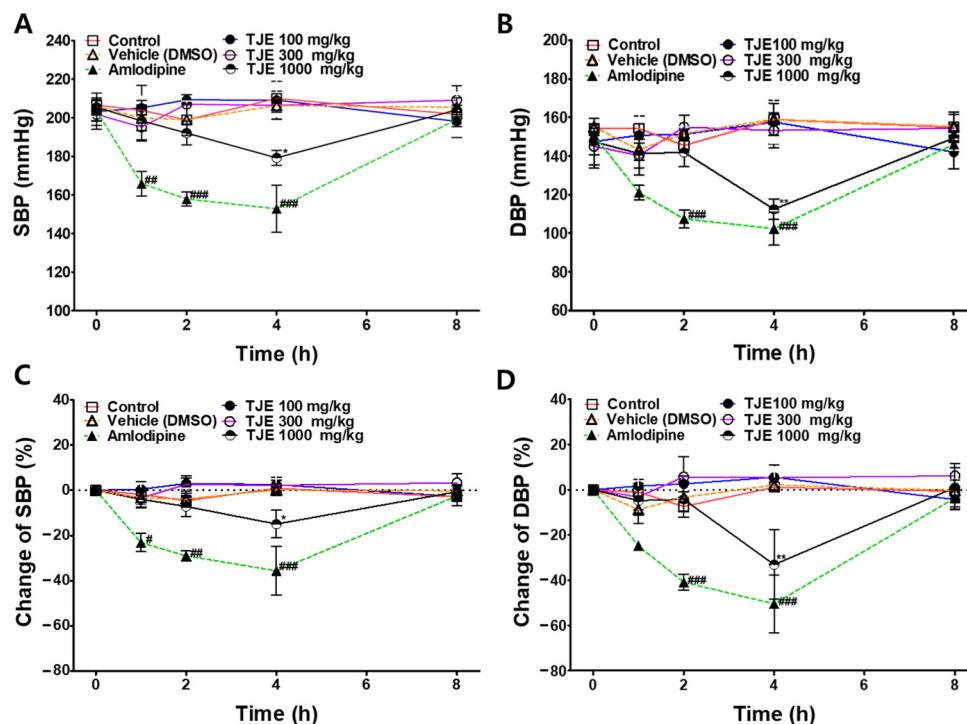 A
Control
Vehicle (DMSO)
Amlodipine
TJE 100 mg/kg
TJE 300 mg/kg
TJE 1000 mg/kg
SBP (mmHg)
240
220
200
180
160
140
120
100
*
##
###
###
0 2 4 6 8
Time (h)
B
Control
Vehicle (DMSO)
Amlodipine
TJE100 mg/kg
TJE 300 mg/kg
TJE 1000 mg/kg
DBP (mmHg)
200
180
160
140
120
100
80
60
**
###
###
0 2 4 6 8
Time (h)
C
Control
Vehicle (DMSO)
Amlodipine
TJE 100 mg/kg
TJE 300 mg/kg
TJE 1000 mg/kg
Change of SBP (%)
40
20
0
−20
−40
−60
−80
*
#
##
###
0 2 4 6 8
Time (h)
D
Control
Vehicle (DMSO)
Amlodipine
TJE100 mg/kg
TJE 300 mg/kg
TJE 1000 mg/kg
Change of DBP (%)
40
20
0
−20
−40
−60
−80
**
###
###
0 2 4 6 8
Time (h)